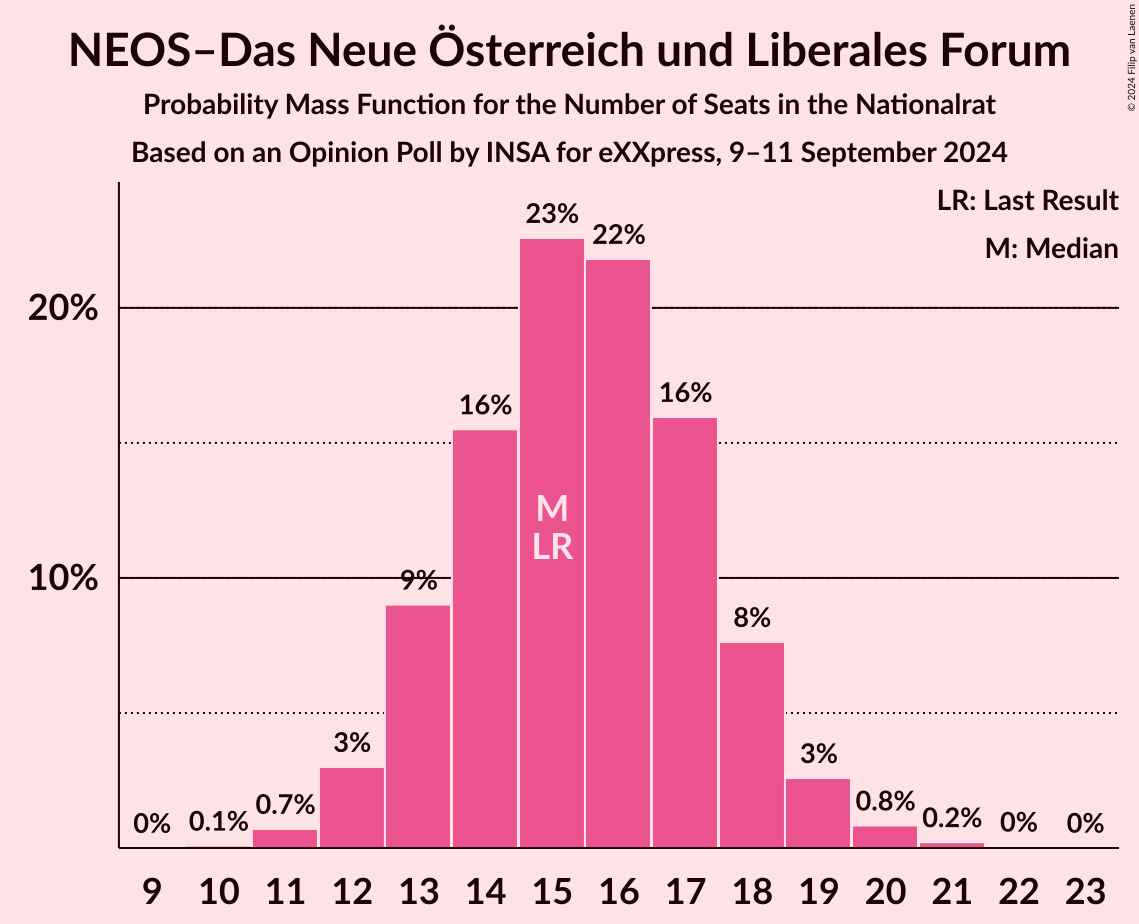 NEOS–Das Neue Österreich und Liberales Forum
Probability Mass Function for the Number of Seats in the Nationalrat
Based on an Opinion Poll by INSA for eXXpress, 9–11 September 2024
© 2024 Filip van Laenen
LR: Last Result
M: Median
20%
10%
0%
0.1%
0.7%
3%
9%
16%
23%
22%
16%
8%
3%
0.8%
0.2%
0%
0%
M
LR
9 10 11 12 13 14 15 16 17 18 19 20 21 22 23